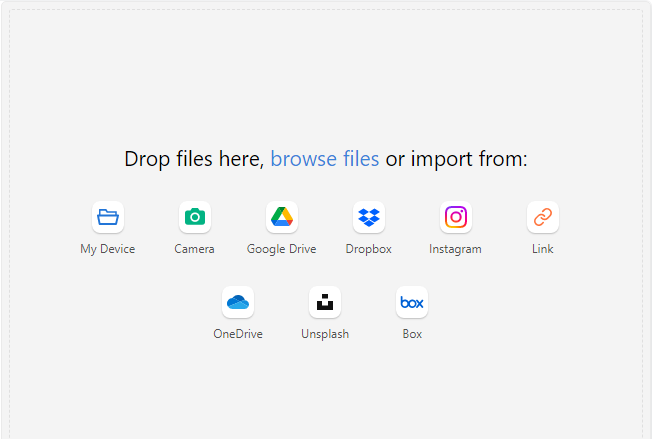 Drop files here, browse files or import from:
My Device Camera Google Drive Dropbox Instagram Link
box
OneDrive Unsplash Box